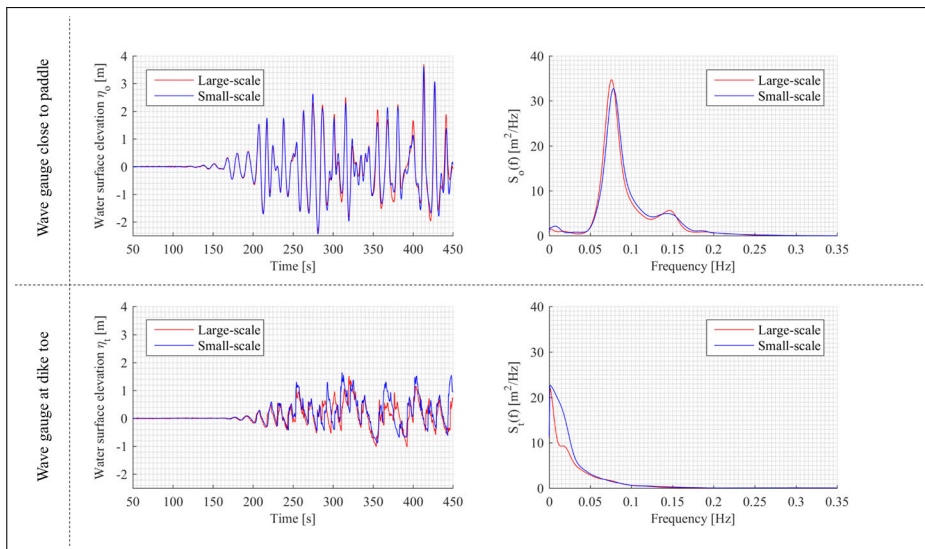 Wave gauge close to paddle
Water surface elevation ηo [m]
4
3
2
1
0
-1
-2
Large-scale
Small-scale
50 100 150 200 250 300 350 400 450
Time [s]
So(f) [m²/Hz]
40
30
20
10
0
Large-scale
Small-scale
0 0.05 0.1 0.15 0.2 0.25 0.3 0.35
Frequency [Hz]
Wave gauge at dike toe
Water surface elevation ηt [m]
4
3
2
1
0
-1
-2
Large-scale
Small-scale
50 100 150 200 250 300 350 400 450
Time [s]
St(f) [m²/Hz]
40
30
20
10
0
Large-scale
Small-scale
0 0.05 0.1 0.15 0.2 0.25 0.3 0.35
Frequency [Hz]